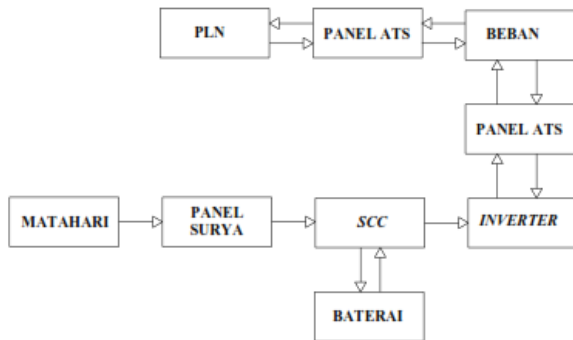 PLN
PANEL ATS
BEBAN
PANEL ATS
MATAHARI
PANEL
SURYA
SCC
INVERTER
BATERAI